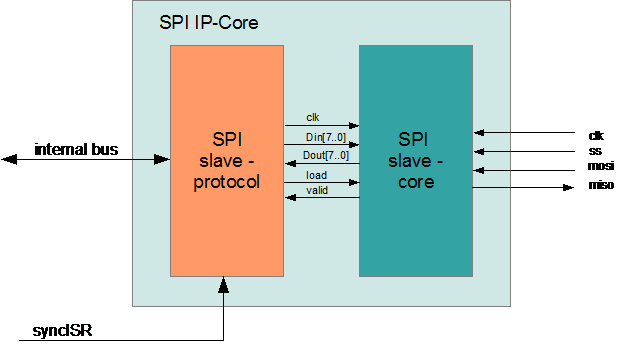 SPI IP-Core
SPI
slave -
protocol
SPI
slave -
core
clk
Din[7..0]
Dout[7..0]
load
valid
internal bus
clk
ss
mosi
miso
syncISR